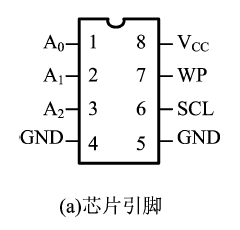 A₀ 1 8 V_CC
A₁ 2 7 WP
A₂ 3 6 SCL
GND 4 5 GND
(a)芯片引脚